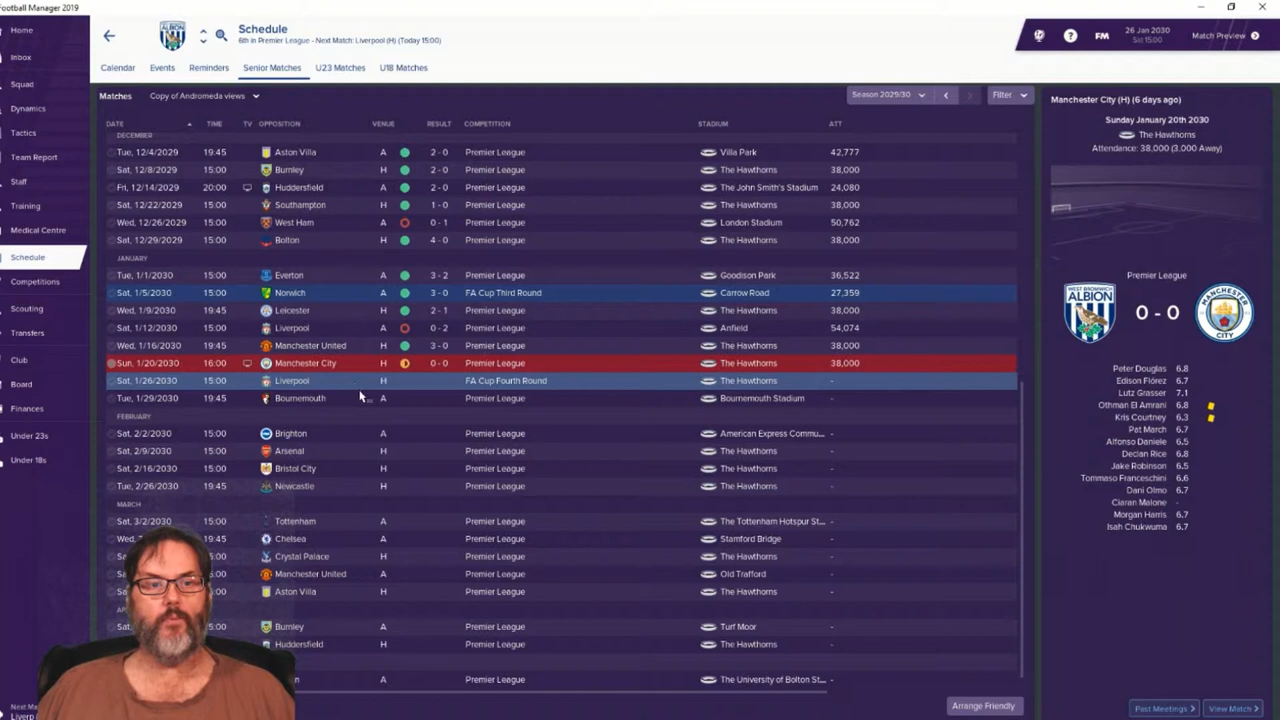 Football Manager 2019
Home
Inbox
Squad
Dynamics
Tactics
Team Report
Staff
Training
Medical Centre
Schedule
Competitions
Scouting
Transfers
Club
Board
Finances
Under 23s
Under 18s
Schedule
6th in Premier League - Next Match: Liverpool (H) (Today 15:00)
FM
26 Jan 2030
Sat 15:00
Match Preview
Calendar Events Reminders Senior Matches U23 Matches U18 Matches
Matches Copy of Andromeda views Season 2029/30 Filter
DATE TIME TV OPPOSITION VENUE RESULT COMPETITION STADIUM ATT
DECEMBER
Tue, 12/4/2029 19:45 Aston Villa A 2 - 0 Premier League Villa Park 42,777
Sat, 12/8/2029 15:00 Burnley H 2 - 0 Premier League The Hawthorns 38,000
Fri, 12/14/2029 20:00 Huddersfield A 2 - 0 Premier League The John Smith's Stadium 24,080
Sat, 12/22/2029 15:00 Southampton H 1 - 0 Premier League The Hawthorns 38,000
Wed, 12/26/2029 15:00 West Ham A 0 - 1 Premier League London Stadium 50,762
Sat, 12/29/2029 15:00 Bolton H 4 - 0 Premier League The Hawthorns 38,000
JANUARY
Tue, 1/1/2030 15:00 Everton A 3 - 2 Premier League Goodison Park 36,522
Sat, 1/5/2030 15:00 Norwich A 3 - 0 FA Cup Third Round Carrow Road 27,359
Wed, 1/9/2030 19:45 Leicester H 2 - 1 Premier League The Hawthorns 38,000
Sat, 1/12/2030 15:00 Liverpool A 0 - 2 Premier League Anfield 54,074
Wed, 1/16/2030 19:45 Manchester United H 3 - 0 Premier League The Hawthorns 38,000
Sun, 1/20/2030 16:00 Manchester City H 0 - 0 Premier League The Hawthorns 38,000
Sat, 1/26/2030 15:00 Liverpool H FA Cup Fourth Round The Hawthorns -
Tue, 1/29/2030 19:45 Bournemouth A Premier League Bournemouth Stadium -
FEBRUARY
Sat, 2/2/2030 15:00 Brighton A Premier League American Express Commu... -
Sat, 2/9/2030 15:00 Arsenal H Premier League The Hawthorns -
Sat, 2/16/2030 15:00 Bristol City H Premier League The Hawthorns -
Tue, 2/26/2030 19:45 Newcastle H Premier League The Hawthorns -
MARCH
Sat, 3/2/2030 15:00 Tottenham A Premier League The Tottenham Hotspur St... -
Wed, 19:45 Chelsea A Premier League Stamford Bridge -
Crystal Palace H Premier League The Hawthorns -
Manchester United A Premier League Old Trafford -
Aston Villa H Premier League The Hawthorns -
Burnley A Premier League Turf Moor -
Huddersfield H Premier League The Hawthorns -
A Premier League The University of Bolton St... -
Arrange Friendly
Manchester City (H) (6 days ago)
Sunday January 20th 2030
The Hawthorns
Attendance: 38,000 (3,000 Away)
Premier League
WEST BROMWICH
ALBION
0 - 0
MANCHESTER
CITY
Peter Douglas 6.8
Edison Flórez 6.7
Lutz Grasser 7.1
Othman El Amrani 6.8
Kris Courtney 6.3
Pat March 6.7
Alfonso Daniele 6.5
Declan Rice 6.8
Jake Robinson 6.5
Tommaso Franceschini 6.6
Dani Olmo 6.7
Ciaran Malone -
Morgan Harris 6.7
Isah Chukwuma 6.7
Past Meetings View Match